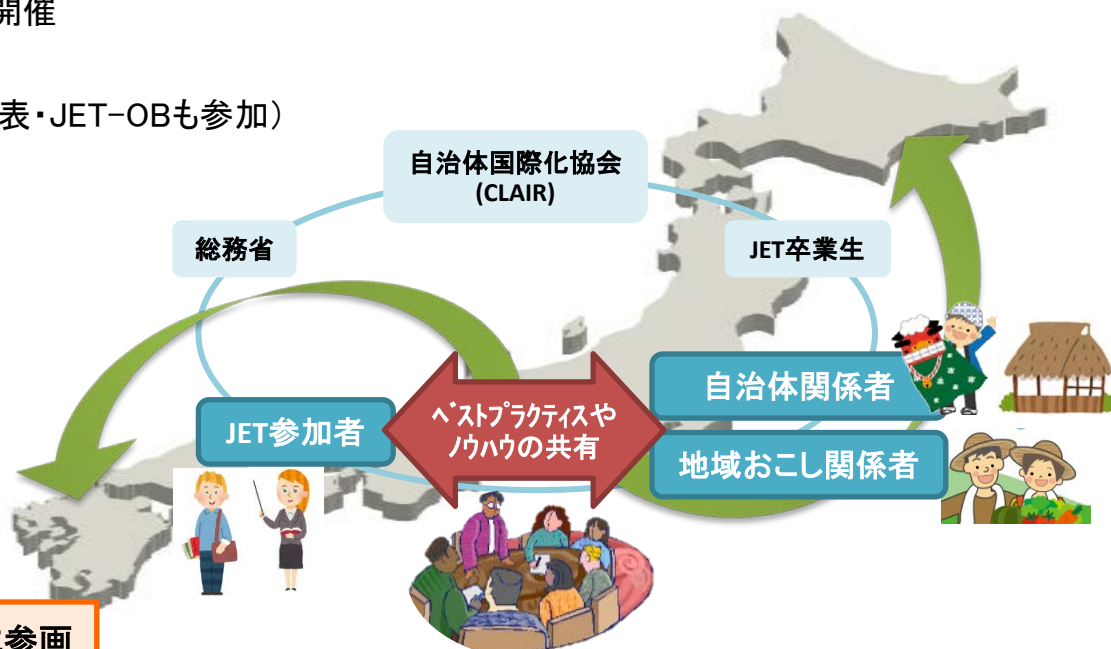 開催
表・JET-OBも参加）
自治体国際化協会
(CLAIR)
総務省
JET卒業生
自治体関係者
JET参加者
ﾍﾞｽﾄﾌﾟﾗｸﾃｨｽや
ﾉｳﾊｳの共有
地域おこし関係者
参画